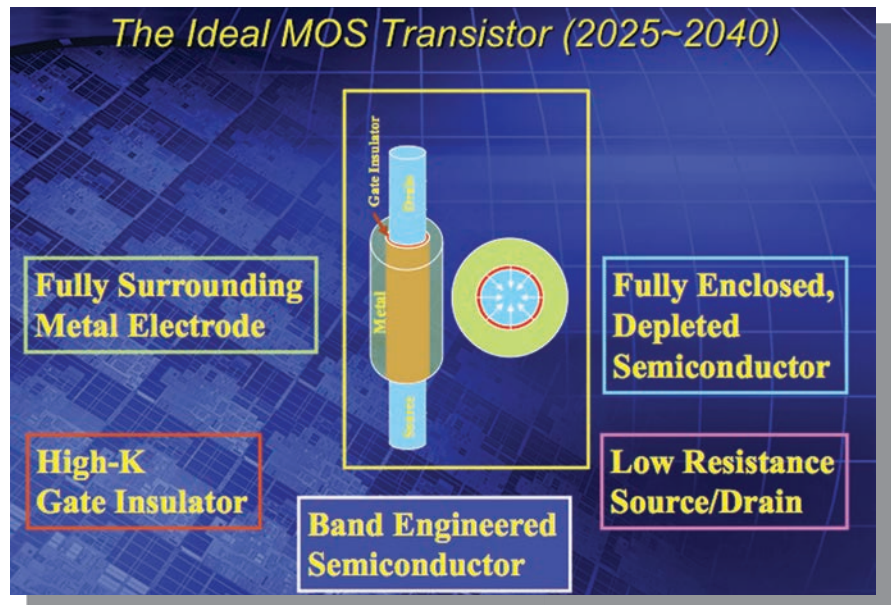 The Ideal MOS Transistor (2025~2040)
Gate Insulator
Drain
Metal
Source
Fully Surrounding
Metal Electrode
Fully Enclosed,
Depleted
Semiconductor
High-K
Gate Insulator
Low Resistance
Source/Drain
Band Engineered
Semiconductor